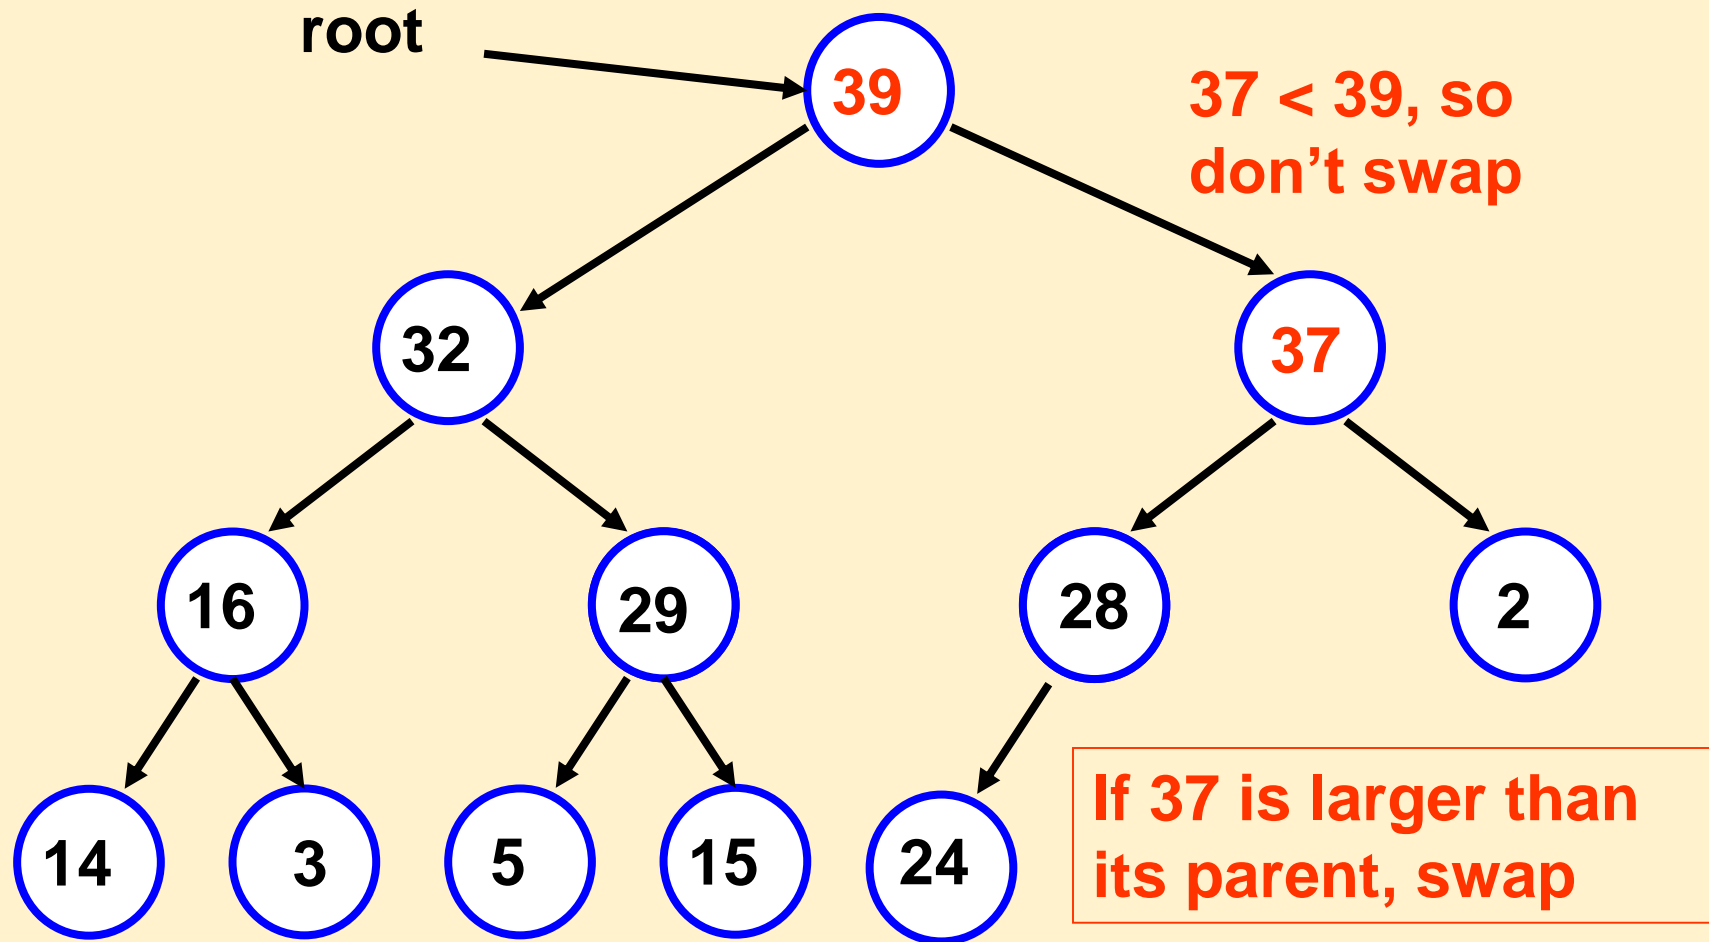 root
39
37 < 39, so
don’t swap
32
37
16
29
28
2
14
3
5
15
24
If 37 is larger than
its parent, swap